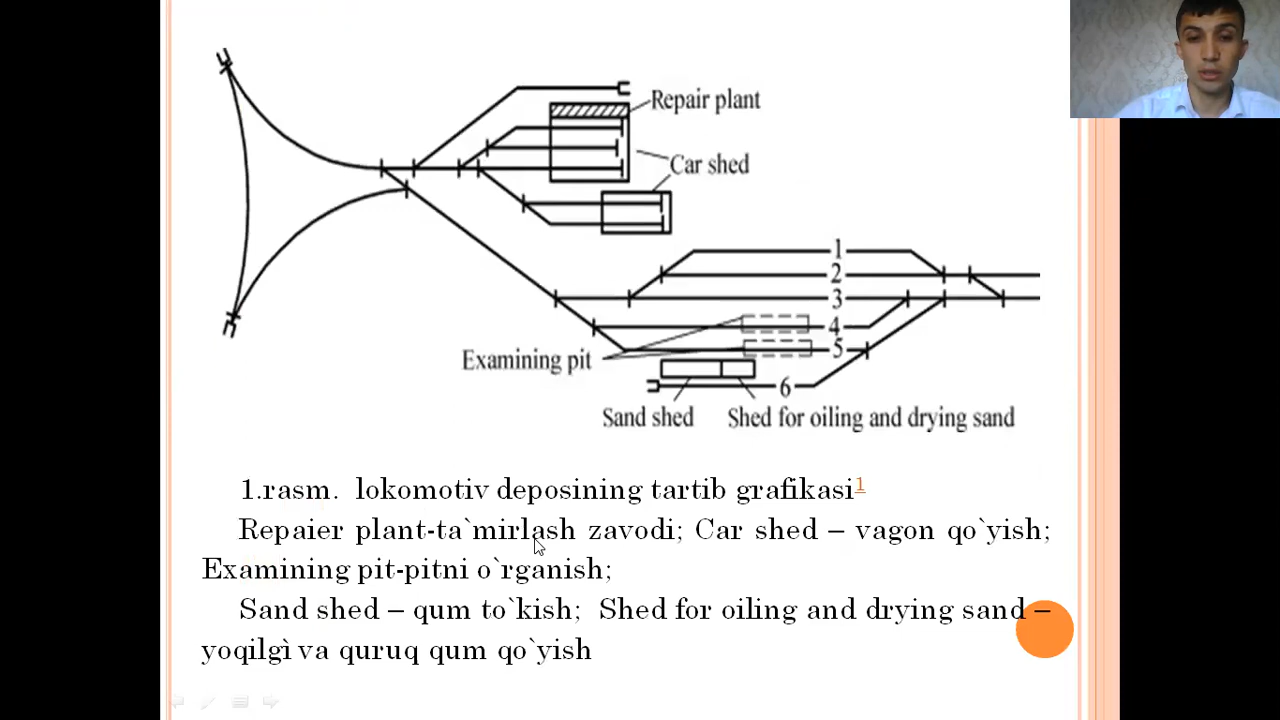 Repair plant
Car shed
1
2
3
4
5
Examining pit
6
Sand shed
Shed for oiling and drying sand
1.rasm. lokomotiv deposining tartib grafikasi1
Repaier plant-ta`mirlash zavodi; Car shed – vagon qo`yish;
Examining pit-pitni o`rganish;
Sand shed – qum to`kish; Shed for oiling and drying sand –
yoqilgì va quruq qum qo`yish